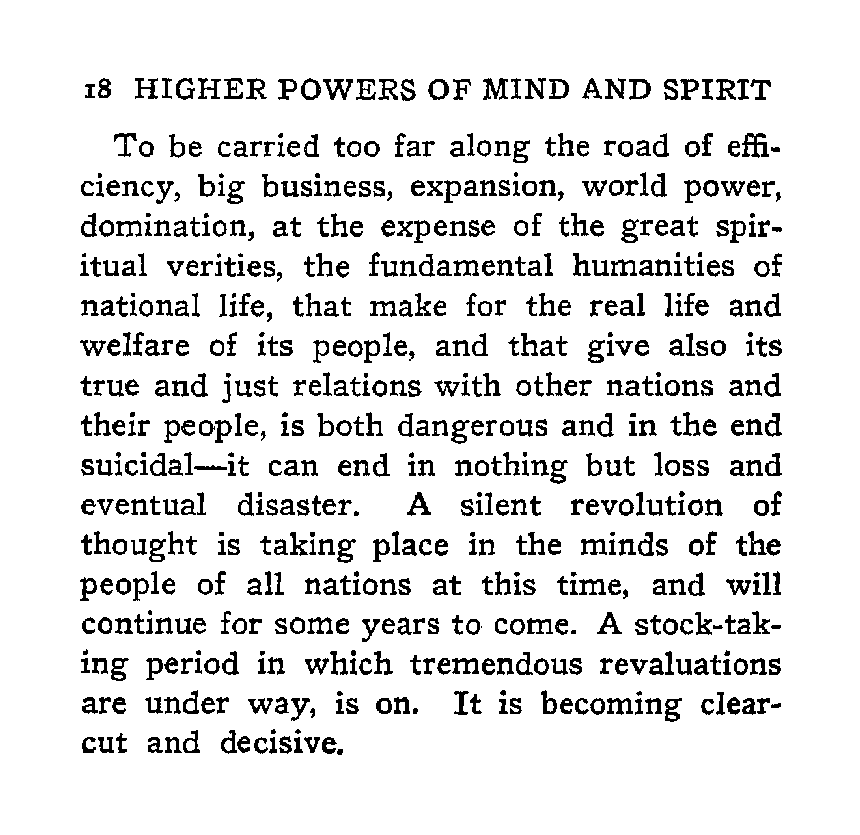 18 HIGHER POWERS OF MIND AND SPIRIT
To be carried too far along the road of effi-
ciency, big business, expansion, world power,
domination, at the expense of the great spir-
itual verities, the fundamental humanities of
national life, that make for the real life and
welfare of its people, and that give also its
true and just relations with other nations and
their people, is both dangerous and in the end
suicidal—it can end in nothing but loss and
eventual disaster. A silent revolution of
thought is taking place in the minds of the
people of all nations at this time, and will
continue for some years to come. A stock-tak-
ing period in which tremendous revaluations
are under way, is on. It is becoming clear-
cut and decisive.